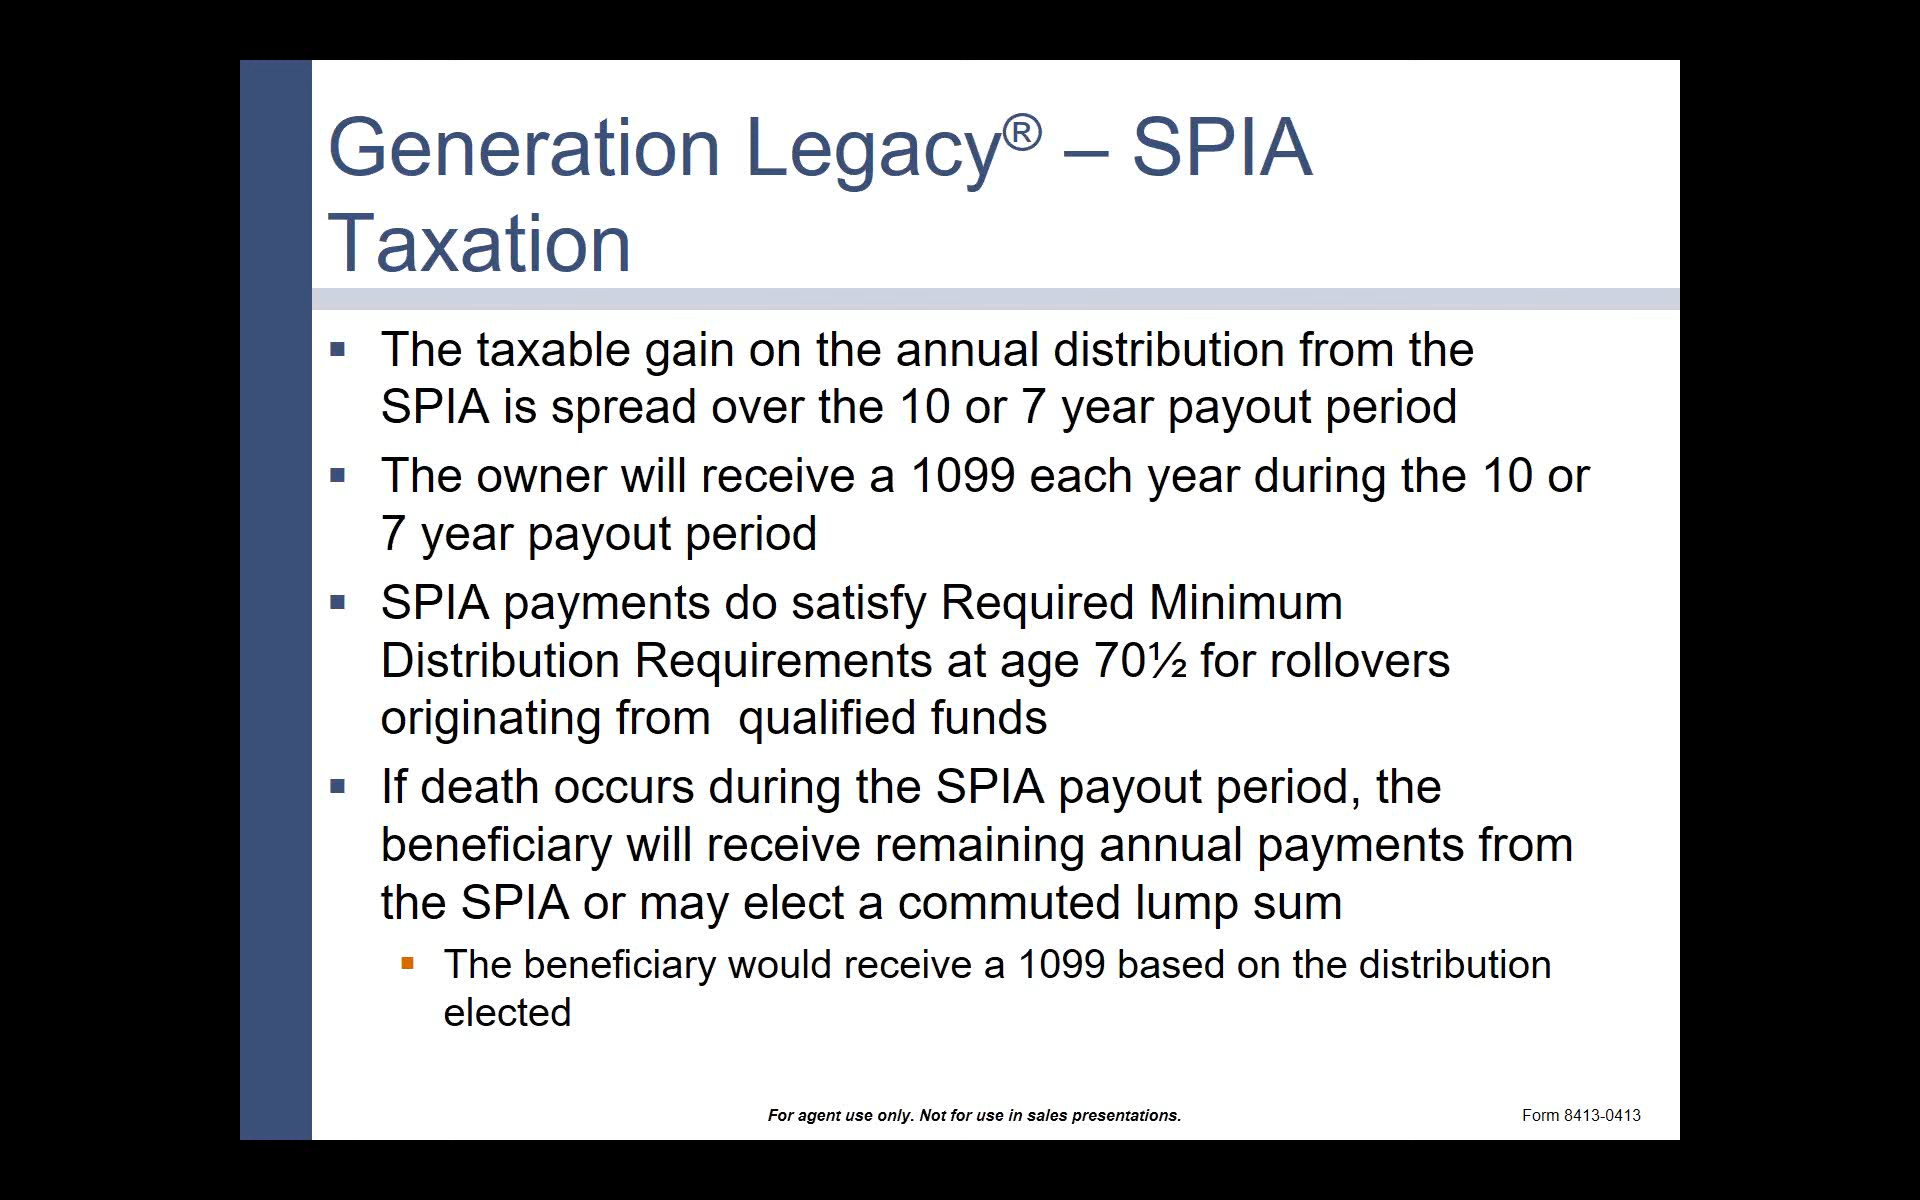 Generation Legacy® – SPIA
Taxation
▪ The taxable gain on the annual distribution from the
SPIA is spread over the 10 or 7 year payout period
▪ The owner will receive a 1099 each year during the 10 or
7 year payout period
▪ SPIA payments do satisfy Required Minimum
Distribution Requirements at age 70½ for rollovers
originating from  qualified funds
▪ If death occurs during the SPIA payout period, the
beneficiary will receive remaining annual payments from
the SPIA or may elect a commuted lump sum
▪ The beneficiary would receive a 1099 based on the distribution
elected
For agent use only. Not for use in sales presentations.
Form 8413-0413